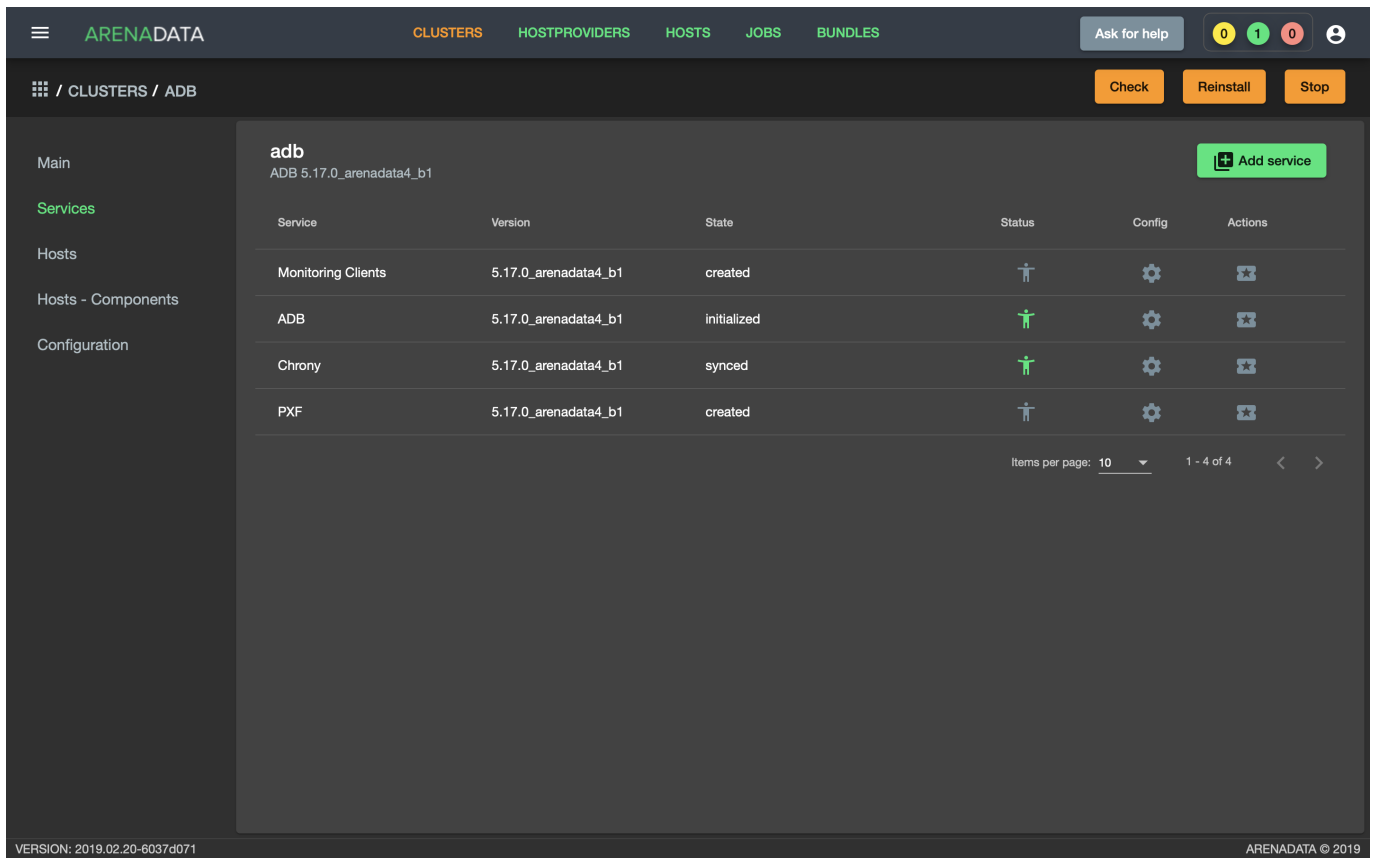 ARENADATA CLUSTERS HOSTPROVIDERS HOSTS JOBS BUNDLES Ask for help 0 1 0
/ CLUSTERS / ADB Check Reinstall Stop
Main
Services
Hosts
Hosts - Components
Configuration
adb
ADB 5.17.0_arenadata4_b1
Add service
Service Version State Status Config Actions
Monitoring Clients 5.17.0_arenadata4_b1 created
ADB 5.17.0_arenadata4_b1 initialized
Chrony 5.17.0_arenadata4_b1 synced
PXF 5.17.0_arenadata4_b1 created
Items per page: 10 1 - 4 of 4
VERSION: 2019.02.20-6037d071 ARENADATA © 2019